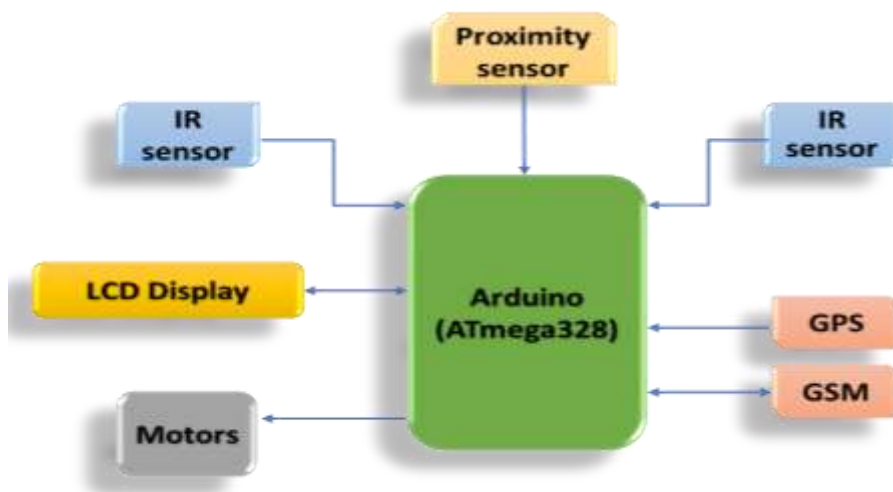 Proximity
sensor
IR
sensor
IR
sensor
LCD Display
Arduino
(ATmega328)
GPS
GSM
Motors